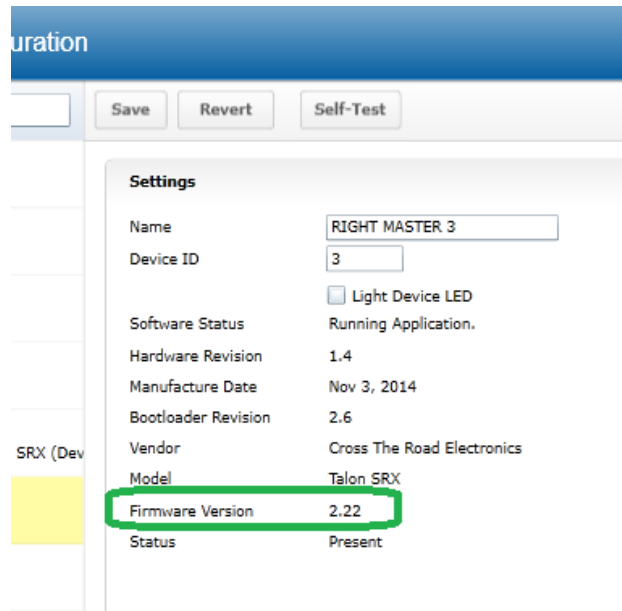 uration
Save Revert Self-Test
Settings
Name RIGHT MASTER 3
Device ID 3
Light Device LED
Software Status Running Application.
Hardware Revision 1.4
Manufacture Date Nov 3, 2014
Bootloader Revision 2.6
SRX (Dev
Vendor Cross The Road Electronics
Model Talon SRX
Firmware Version 2.22
Status Present